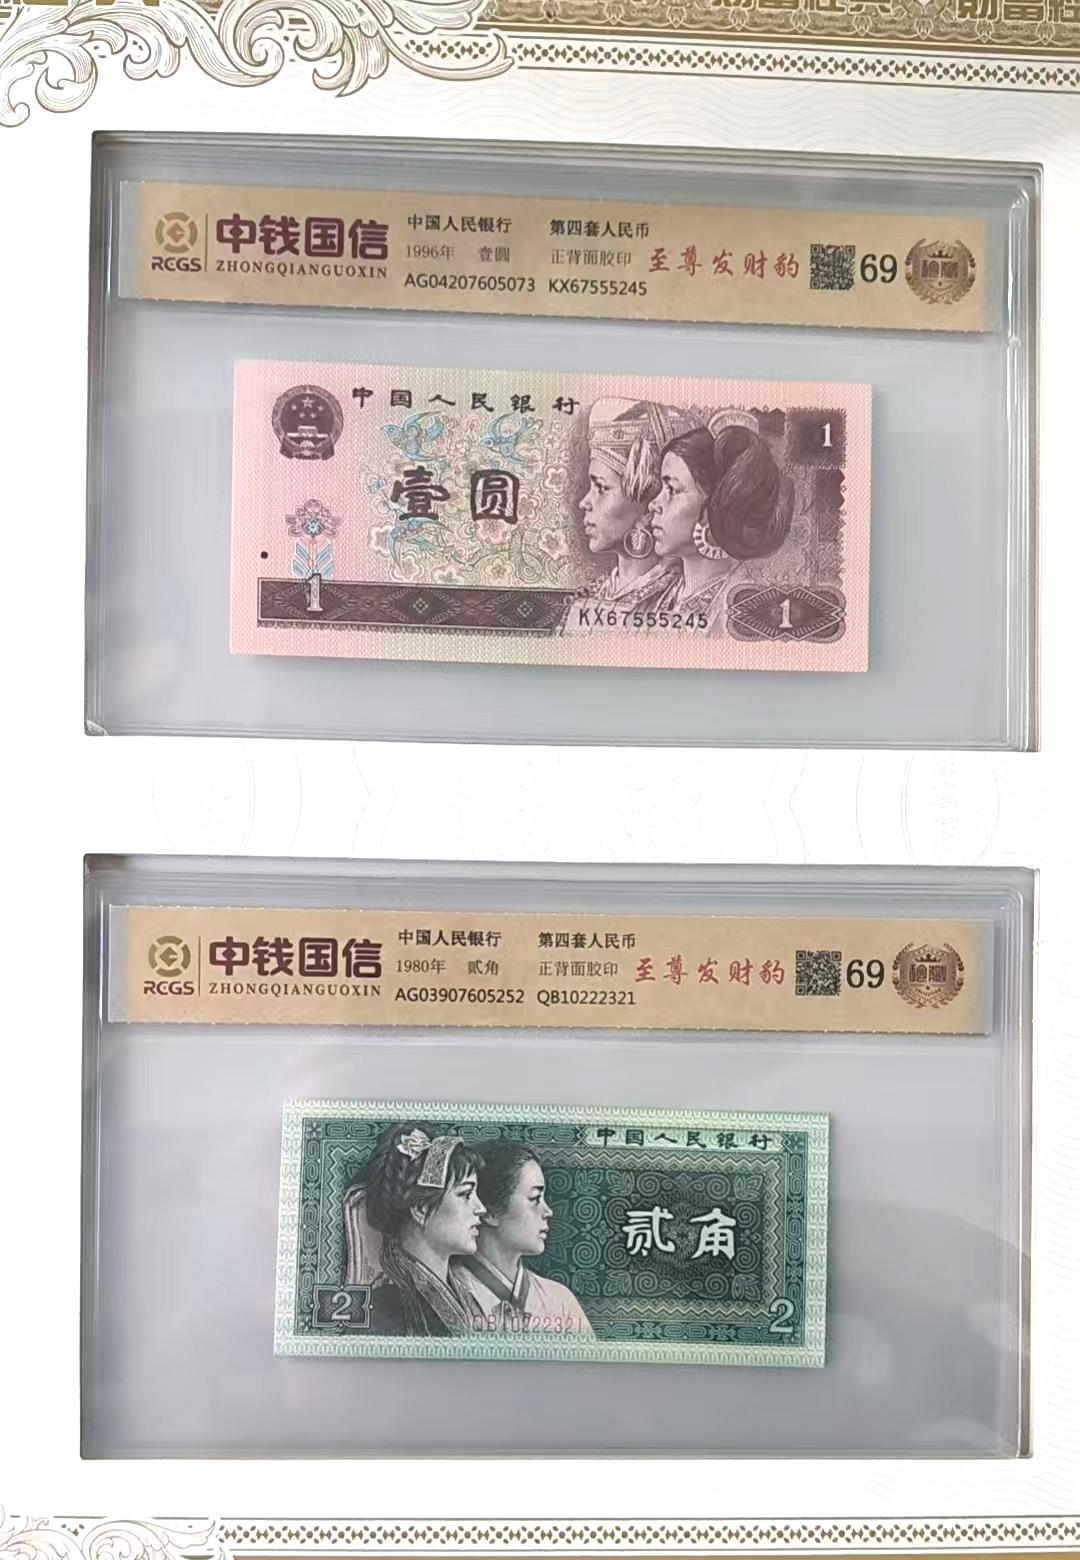 中钱国信
RCGS
ZHONGQIANGUOXIN
中国人民银行 第四套人民币
1996年 壹圆 正背面胶印
AG04207605073 KX67555245
至尊发财豹
69
中国人民银行
壹圆
1
1
KX67555245
1
中钱国信
RCGS
ZHONGQIANGUOXIN
中国人民银行 第四套人民币
1980年 贰角 正背面胶印
AG03907605252 QB10222321
至尊发财豹
69
中国人民银行
贰角
2
2
QB10222321